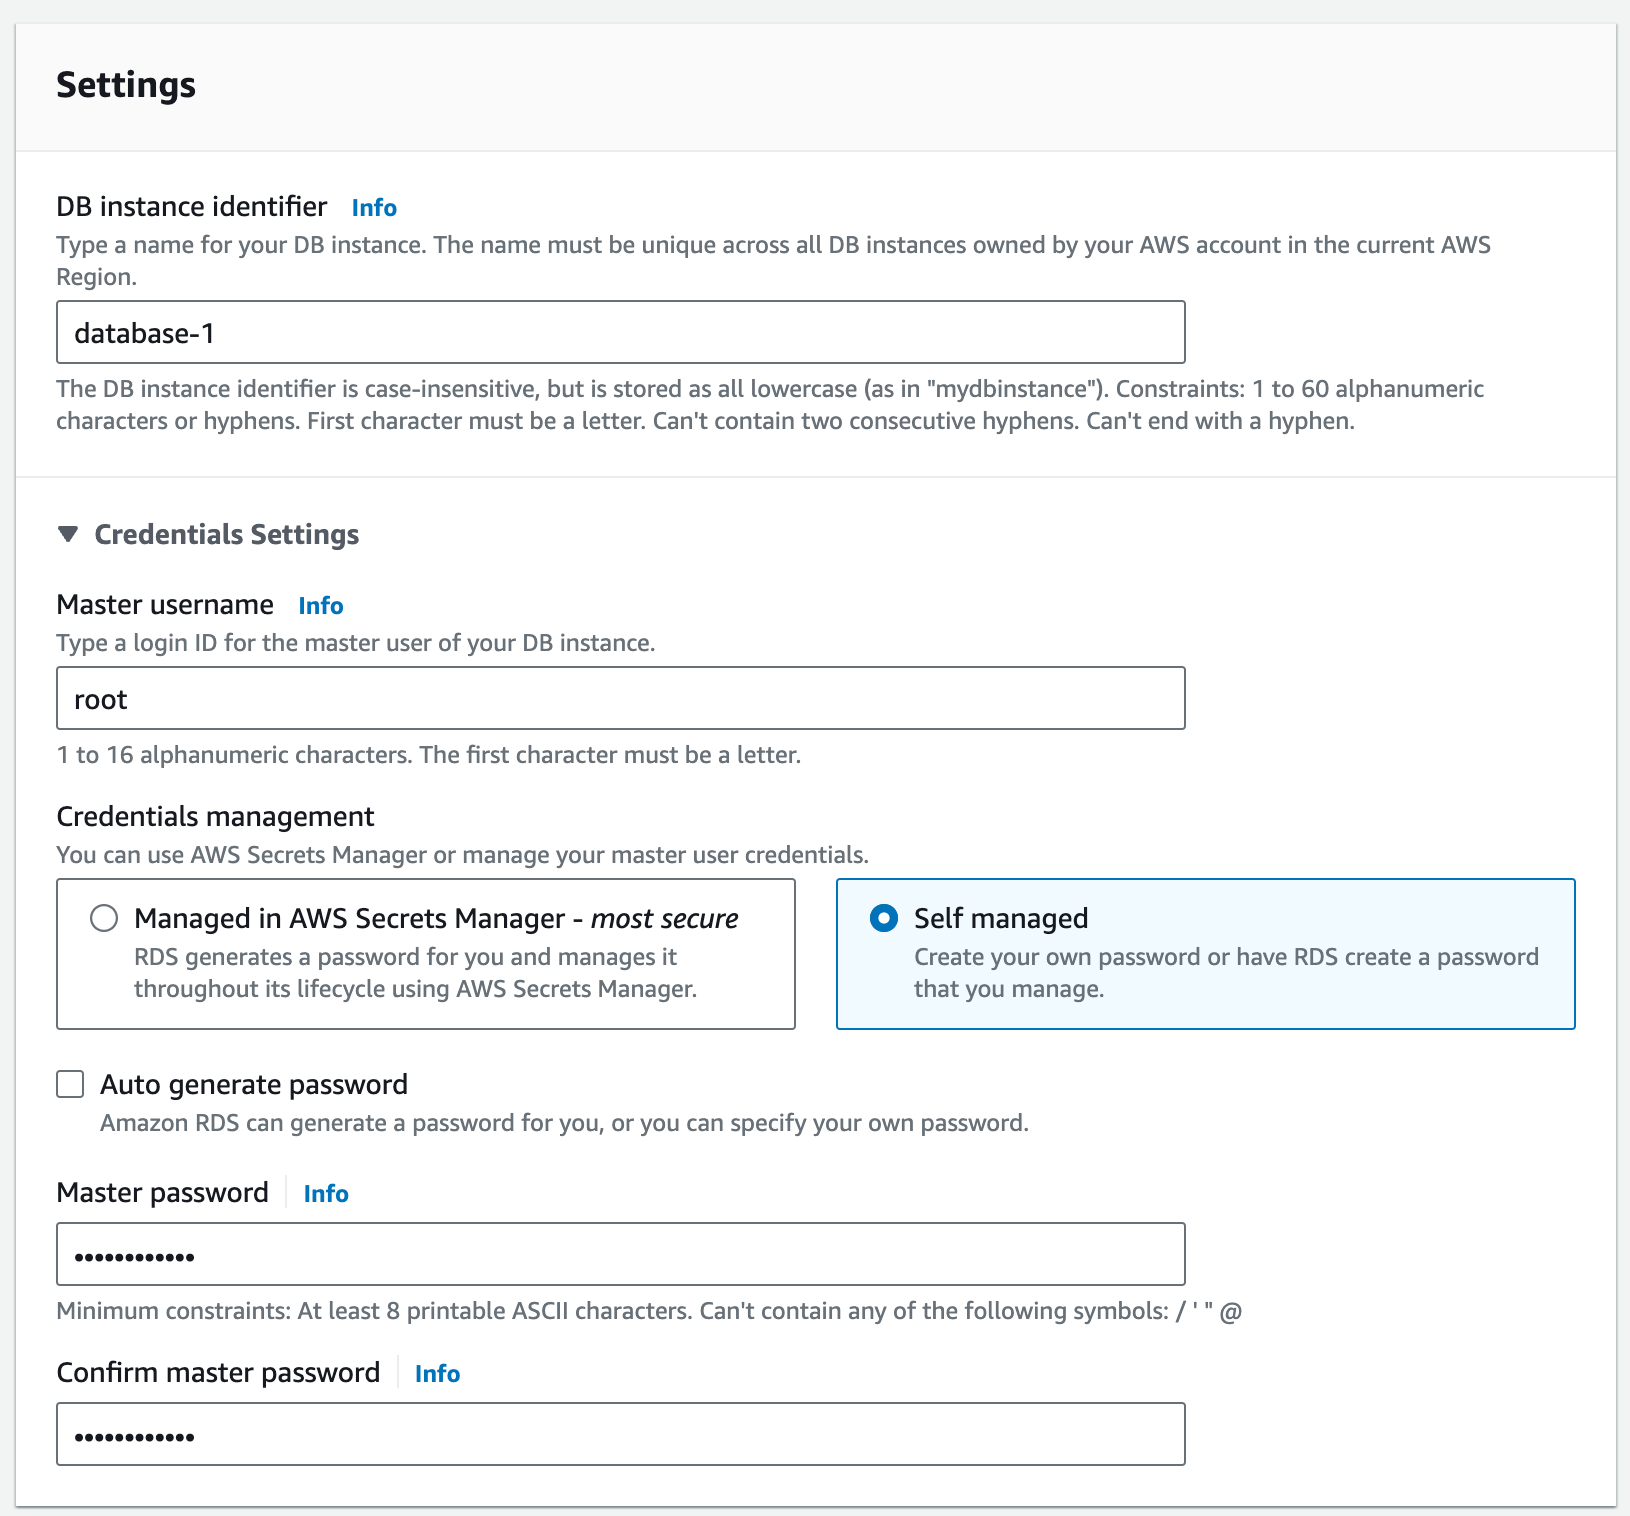 Settings
DB instance identifier Info
Type a name for your DB instance. The name must be unique across all DB instances owned by your AWS account in the current AWS
Region.
database-1
The DB instance identifier is case-insensitive, but is stored as all lowercase (as in "mydbinstance"). Constraints: 1 to 60 alphanumeric
characters or hyphens. First character must be a letter. Can't contain two consecutive hyphens. Can't end with a hyphen.
Credentials Settings
Master username Info
Type a login ID for the master user of your DB instance.
root
1 to 16 alphanumeric characters. The first character must be a letter.
Credentials management
You can use AWS Secrets Manager or manage your master user credentials.
Managed in AWS Secrets Manager - most secure
RDS generates a password for you and manages it
throughout its lifecycle using AWS Secrets Manager.
Self managed
Create your own password or have RDS create a password
that you manage.
Auto generate password
Amazon RDS can generate a password for you, or you can specify your own password.
Master password Info
••••••••••••
Minimum constraints: At least 8 printable ASCII characters. Can't contain any of the following symbols: / ' " @
Confirm master password Info
••••••••••••